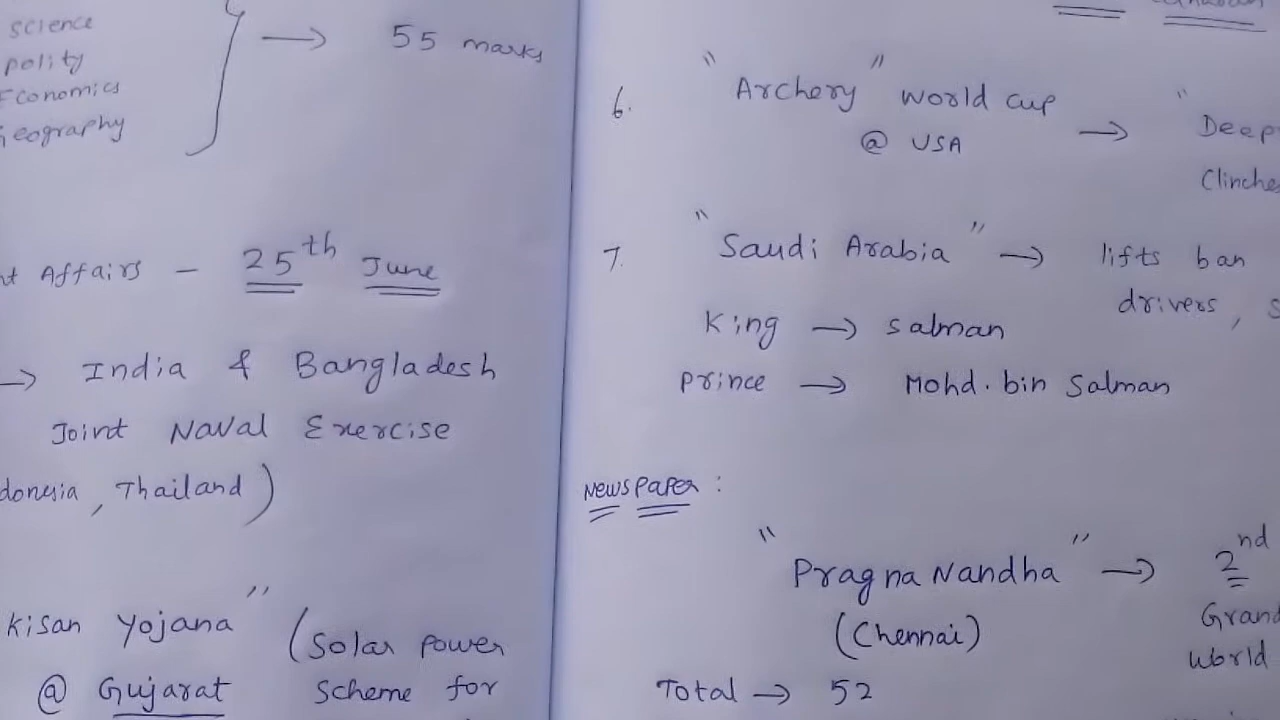 science
polity
Economics
Geography
→ 55 marks
nt Affairs - 25th June
→ India & Bangladesh
Joint Naval Exercise
donesia, Thailand)
Kisan Yojana" (Solar Power
@ Gujarat Scheme for
6. "Archery" world cup → "Deep
@ USA Clinche
7. "Saudi Arabia" → lifts ban
drivers, S
King → Salman
Prince → Mohd. bin Salman
Newspaper :
"PragnaNandha" → 2nd
(Chennai) Grand
world
Total → 52